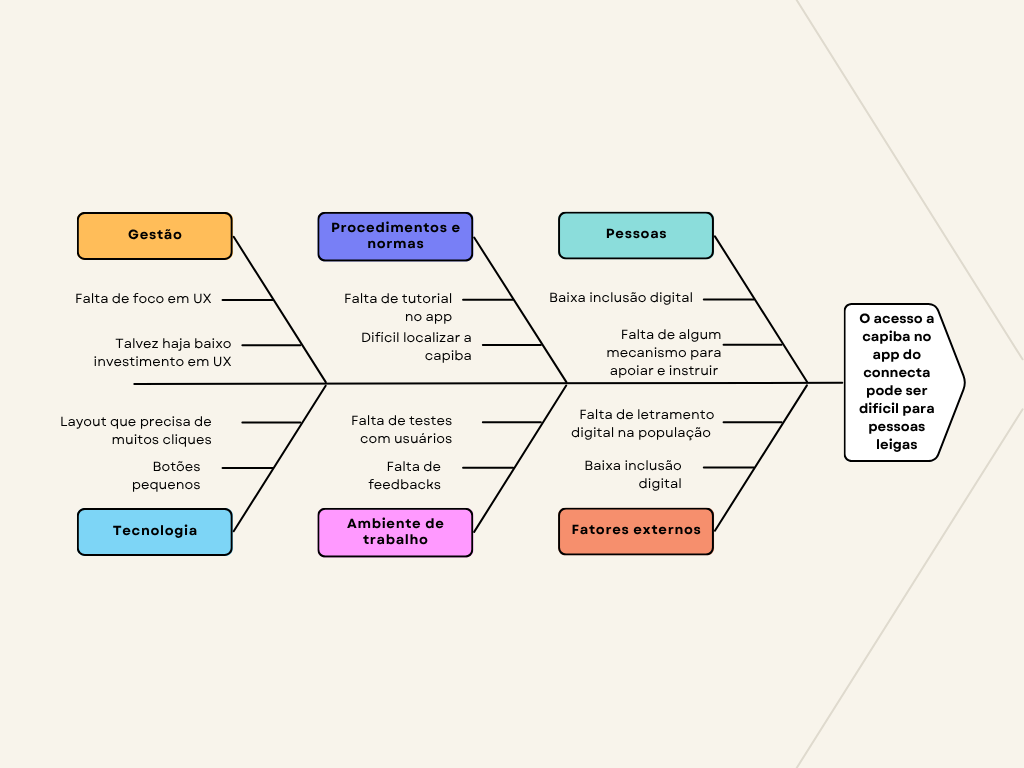 Gestão
Procedimentos e
normas
Pessoas
Falta de foco em UX
Talvez haja baixo
investimento em UX
Falta de tutorial
no app
Dificil localizar a
capiba
Baixa inclusão digital
Falta de algum
mecanismo para
apoiar e instruir
O acesso a
capiba no
app do
connecta
pode ser
difícil para
pessoas
leigas
Layout que precisa de
muitos cliques
Botões
pequenos
Falta de testes
com usuários
Falta de
feedbacks
Falta de letramento
digital na população
Baixa inclusão
digital
Tecnologia
Ambiente de
trabalho
Fatores externos